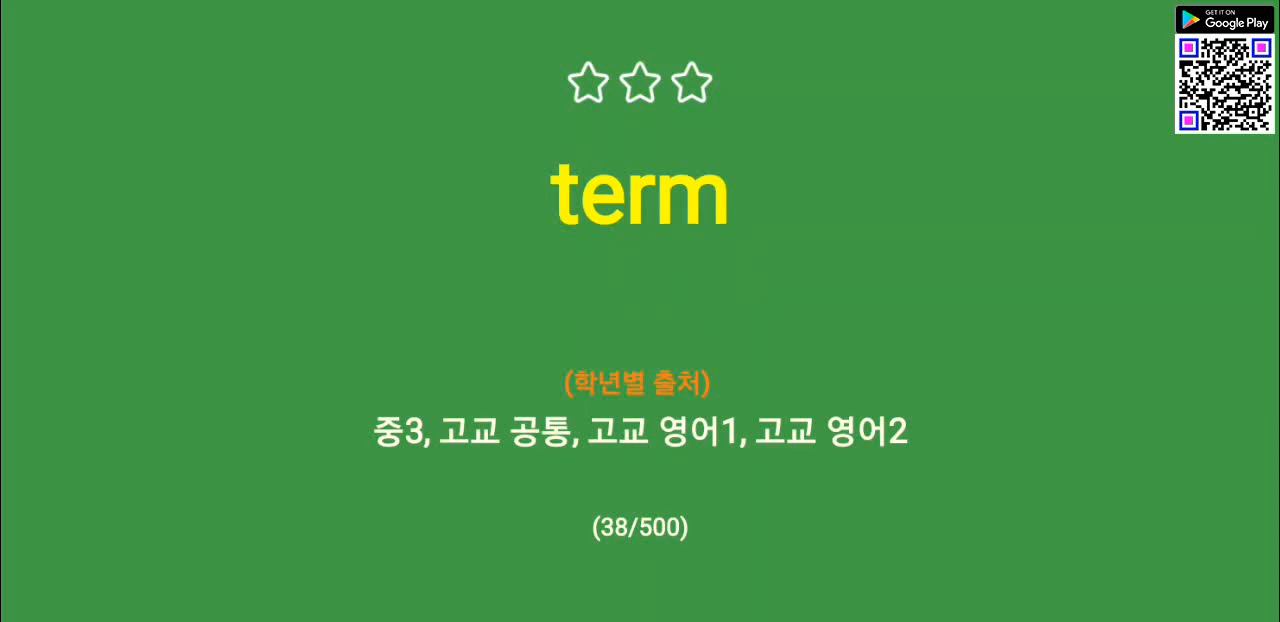 GET IT ON
Google Play
term
(학년별 출처)
중3, 고교 공통, 고교 영어1, 고교 영어2
(38/500)